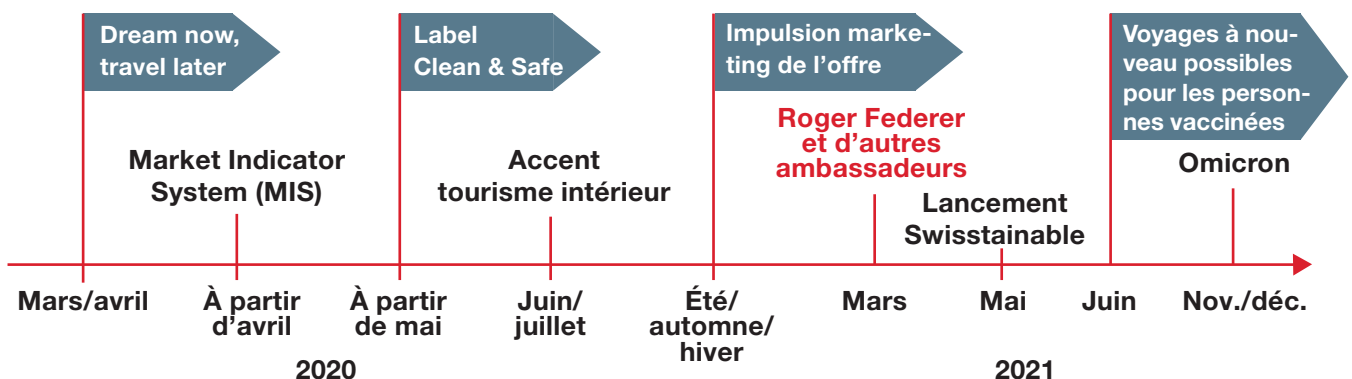 Dream now,
travel later
Label
Clean & Safe
Impulsion marke-
ting de l’offre
Voyages à nou-
veau possibles
pour les person-
nes vaccinées
Market Indicator
System (MIS)
Accent
tourisme intérieur
Roger Federer
et d’autres
ambassadeurs
Lancement
Swisstainable
Omicron
Mars/avril
À partir
d’avril
À partir
de mai
Juin/
juillet
Été/
automne/
hiver
Mars
Mai
Juin
Nov./déc.
2020
2021